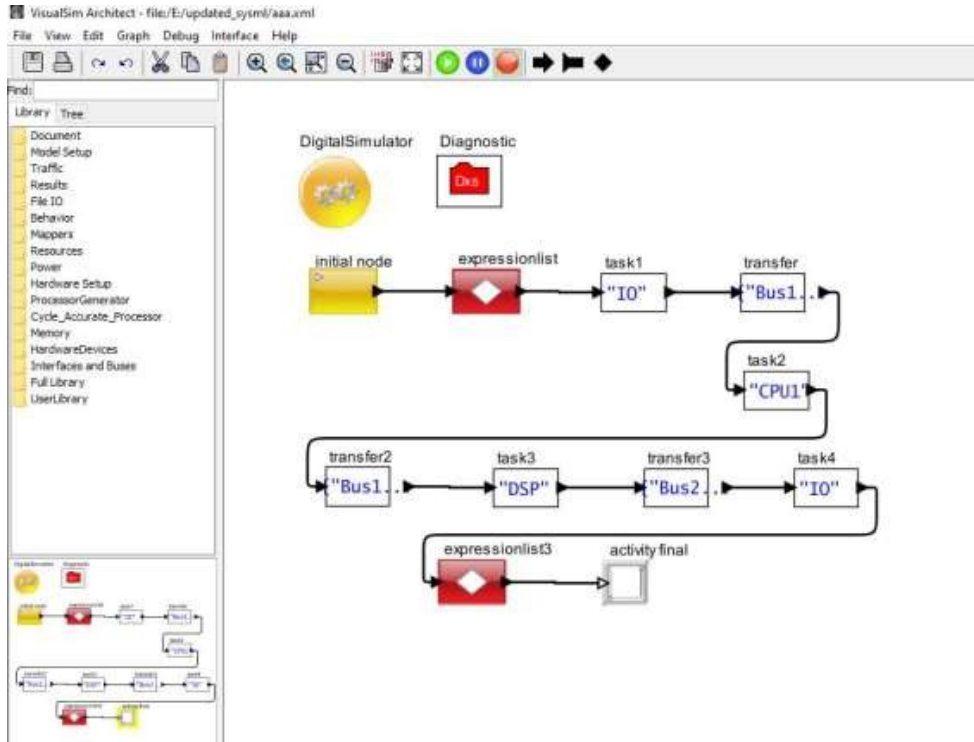 VisualSim Architect - file:/E:/updated_sysml/aaa.xml
File View Edit Graph Debug Interface Help
Find:
Library Tree
Document
Model Setup
Traffic
Results
File IO
Behavior
Mappers
Resources
Power
Hardware Setup
ProcessorGenerator
Cycle_Accurate_Processor
Memory
HardwareDevices
Interfaces and Buses
Full Library
UserLibrary
DigitalSimulator Diagnostic
Dxs
initial node expressionlist task1 transfer
"IO" {"Bus1..
task2
"CPU1"
transfer2 task3 transfer3 task4
{"Bus1.. "DSP" {"Bus2.. "IO"
expressionlist3 activity final